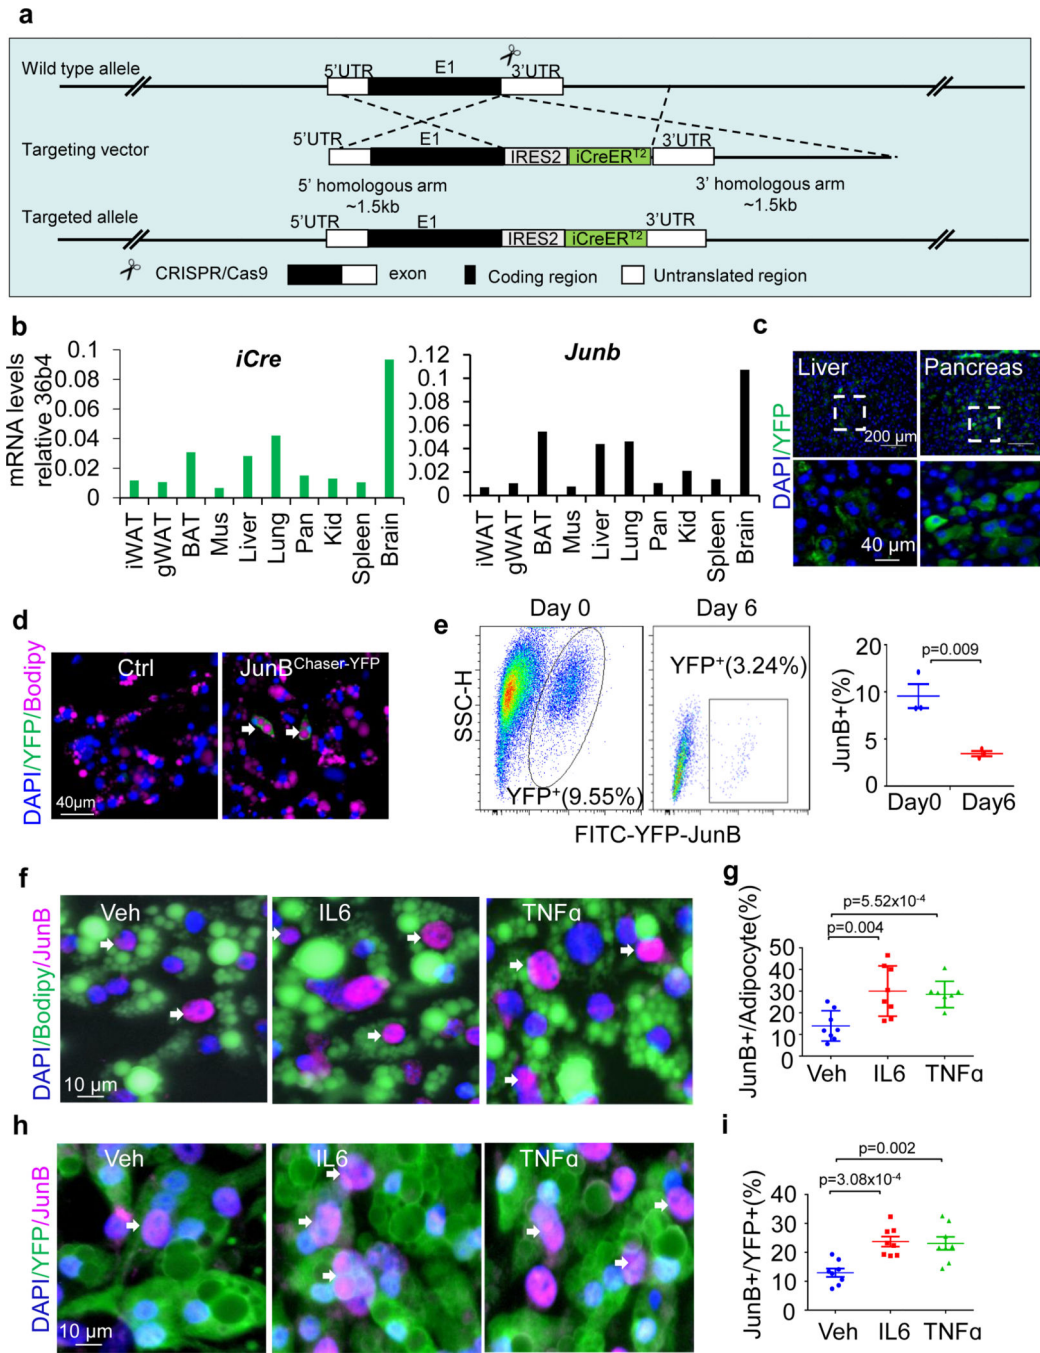 a
Wild type allele
5'UTR
E1
3'UTR
Targeting vector
5'UTR
E1
3'UTR
IRES2
iCreERT2
5' homologous arm
~1.5kb
3' homologous arm
~1.5kb
Targeted allele
5'UTR
E1
3'UTR
IRES2
iCreERT2
CRISPR/Cas9
exon
Coding region
Untranslated region
b
mRNA levels
relative 36b4
iCre
0.1
0.08
0.06
0.04
0.02
0
iWAT
gWAT
BAT
Mus
Liver
Lung
Pan
Kid
Spleen
Brain
Junb
0.12
0.1
0.08
0.06
0.04
0.02
0
iWAT
gWAT
BAT
Mus
Liver
Lung
Pan
Kid
Spleen
Brain
c
DAPI/YFP
Liver
Pancreas
200 µm
40 µm
d
DAPI/YFP/Bodipy
Ctrl
JunBChaser-YFP
40µm
e
Day 0
Day 6
SSC-H
YFP+(9.55%)
YFP+(3.24%)
FITC-YFP-JunB
JunB+(%)
20
10
5
0
p=0.009
Day0
Day6
f
DAPI/Bodipy/JunB
Veh
IL6
TNFα
10 µm
g
JunB+/Adipocyte(%)
p=5.52x10-4
p=0.004
50
40
30
20
10
0
Veh
IL6
TNFα
h
DAPI/YFP/JunB
Veh
IL6
TNFα
10 µm
i
JunB+/YFP+(%)
p=0.002
p=3.08x10-4
40
30
20
10
0
Veh
IL6
TNFα